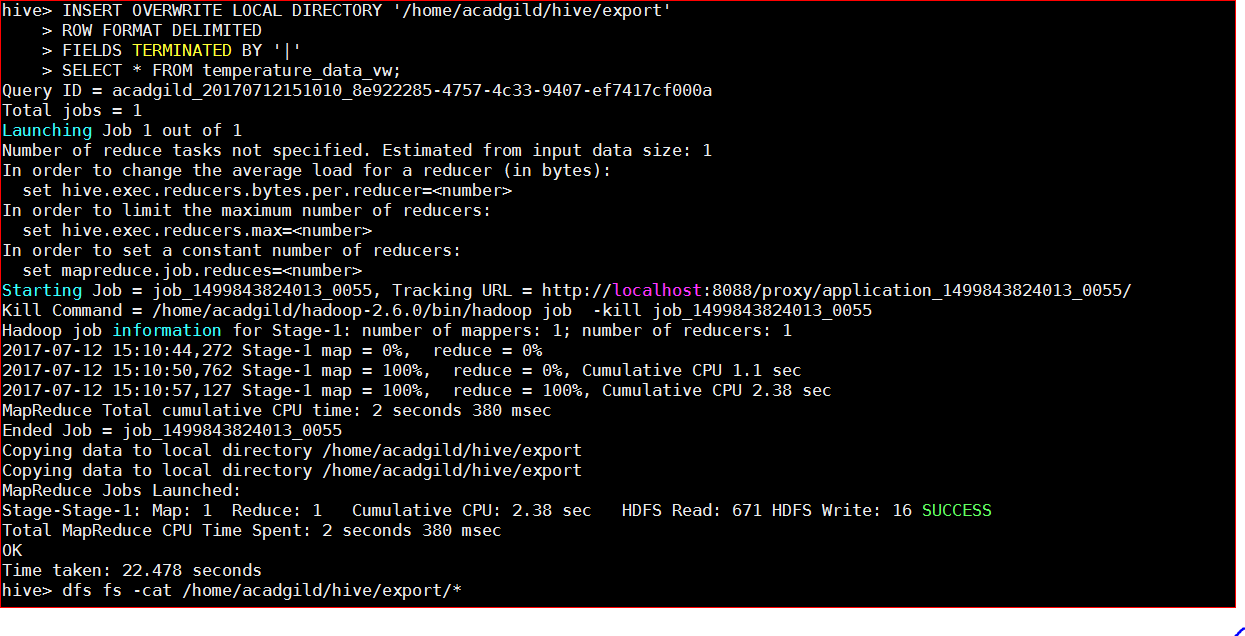 hive> INSERT OVERWRITE LOCAL DIRECTORY '/home/acadgild/hive/export'
    > ROW FORMAT DELIMITED
    > FIELDS TERMINATED BY '|'
    > SELECT * FROM temperature_data_vw;
Query ID = acadgild_20170712151010_8e922285-4757-4c33-9407-ef7417cf000a
Total jobs = 1
Launching Job 1 out of 1
Number of reduce tasks not specified. Estimated from input data size: 1
In order to change the average load for a reducer (in bytes):
  set hive.exec.reducers.bytes.per.reducer=<number>
In order to limit the maximum number of reducers:
  set hive.exec.reducers.max=<number>
In order to set a constant number of reducers:
  set mapreduce.job.reduces=<number>
Starting Job = job_1499843824013_0055, Tracking URL = http://localhost:8088/proxy/application_1499843824013_0055/
Kill Command = /home/acadgild/hadoop-2.6.0/bin/hadoop job  -kill job_1499843824013_0055
Hadoop job information for Stage-1: number of mappers: 1; number of reducers: 1
2017-07-12 15:10:44,272 Stage-1 map = 0%,  reduce = 0%
2017-07-12 15:10:50,762 Stage-1 map = 100%,  reduce = 0%, Cumulative CPU 1.1 sec
2017-07-12 15:10:57,127 Stage-1 map = 100%,  reduce = 100%, Cumulative CPU 2.38 sec
MapReduce Total cumulative CPU time: 2 seconds 380 msec
Ended Job = job_1499843824013_0055
Copying data to local directory /home/acadgild/hive/export
Copying data to local directory /home/acadgild/hive/export
MapReduce Jobs Launched:
Stage-Stage-1: Map: 1  Reduce: 1   Cumulative CPU: 2.38 sec   HDFS Read: 671 HDFS Write: 16 SUCCESS
Total MapReduce CPU Time Spent: 2 seconds 380 msec
OK
Time taken: 22.478 seconds
hive> dfs fs -cat /home/acadgild/hive/export/*